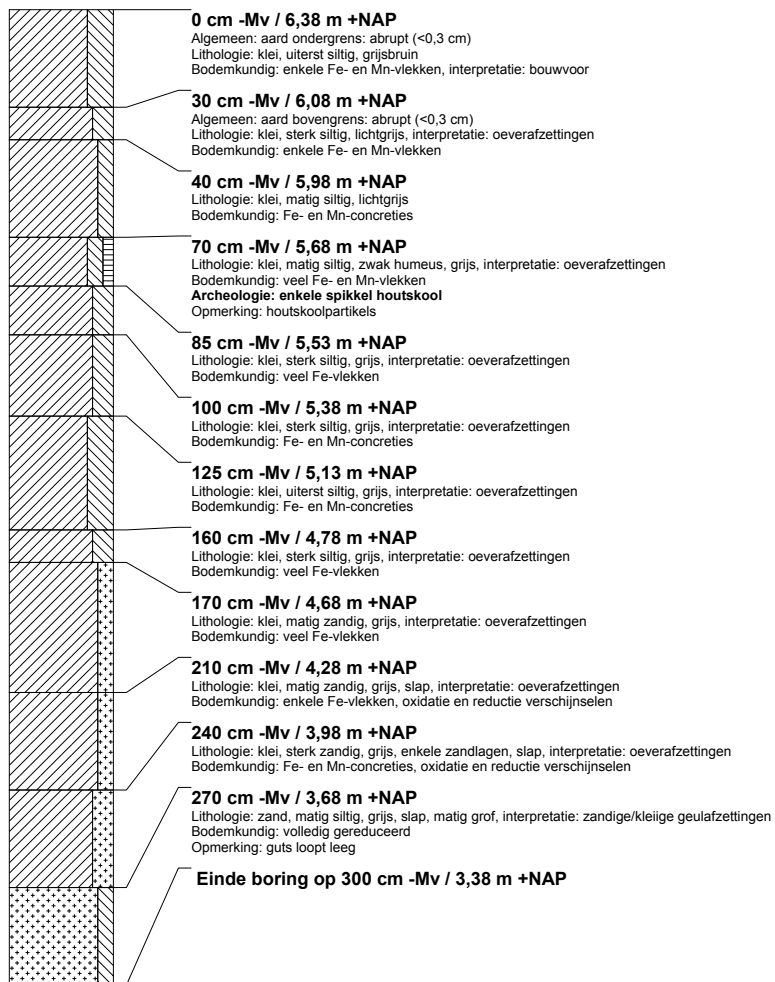 0 cm -Mv / 6,38 m +NAP
Algemeen: aard ondergrens: abrupt (<0,3 cm)
Lithologie: klei, uiterst siltig, grijsbruin
Bodemkundig: enkele Fe- en Mn-vlekken, interpretatie: bouwvoor
30 cm -Mv / 6,08 m +NAP
Algemeen: aard bovengrens: abrupt (<0,3 cm)
Lithologie: klei, sterk siltig, lichtgrijs, interpretatie: oeverafzettingen
Bodemkundig: enkele Fe- en Mn-vlekken
40 cm -Mv / 5,98 m +NAP
Lithologie: klei, matig siltig, lichtgrijs
Bodemkundig: Fe- en Mn-concreties
70 cm -Mv / 5,68 m +NAP
Lithologie: klei, matig siltig, zwak humeus, grijs, interpretatie: oeverafzettingen
Bodemkundig: veel Fe- en Mn-vlekken
Archeologie: enkele spikkel houtskool
Opmerking: houtskoolpartikels
85 cm -Mv / 5,53 m +NAP
Lithologie: klei, sterk siltig, grijs, interpretatie: oeverafzettingen
Bodemkundig: veel Fe-vlekken
100 cm -Mv / 5,38 m +NAP
Lithologie: klei, sterk siltig, grijs, interpretatie: oeverafzettingen
Bodemkundig: Fe- en Mn-concreties
125 cm -Mv / 5,13 m +NAP
Lithologie: klei, uiterst siltig, grijs, interpretatie: oeverafzettingen
Bodemkundig: Fe- en Mn-concreties
160 cm -Mv / 4,78 m +NAP
Lithologie: klei, sterk siltig, grijs, interpretatie: oeverafzettingen
Bodemkundig: veel Fe-vlekken
170 cm -Mv / 4,68 m +NAP
Lithologie: klei, matig zandig, grijs, interpretatie: oeverafzettingen
Bodemkundig: veel Fe-vlekken
210 cm -Mv / 4,28 m +NAP
Lithologie: klei, matig zandig, grijs, slap, interpretatie: oeverafzettingen
Bodemkundig: enkele Fe-vlekken, oxidatie en reductie verschijnselen
240 cm -Mv / 3,98 m +NAP
Lithologie: klei, sterk zandig, grijs, enkele zandlagen, slap, interpretatie: oeverafzettingen
Bodemkundig: Fe- en Mn-concreties, oxidatie en reductie verschijnselen
270 cm -Mv / 3,68 m +NAP
Lithologie: zand, matig siltig, grijs, slap, matig grof, interpretatie: zandige/kleiige geulafzettingen
Bodemkundig: volledig gereduceerd
Opmerking: guts loopt leeg
Einde boring op 300 cm -Mv / 3,38 m +NAP